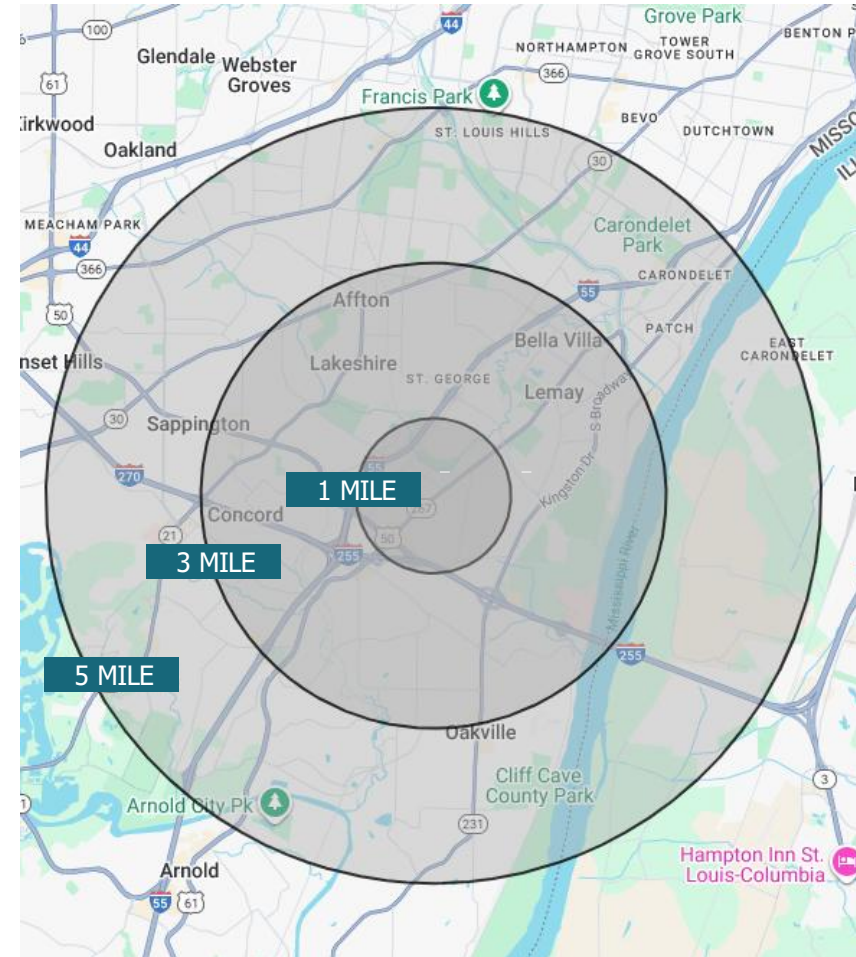 Grove Park
44
100
BENTON P
Glendale
Webster
Groves
NORTHAMPTON
TOWER
GROVE SOUTH
366
61
Francis Park
Kirkwood
ST. LOUIS HILLS
BEVO
DUTCHTOWN
MISSO
ILL
Oakland
30
MEACHAM PARK
44
366
Carondelet
Park
CARONDELET
55
50
Affton
PATCH
Bella Villa
EAST
CARONDELET
nset Hills
Lakeshire
ST. GEORGE
Lemay
S Broadway
30
Sappington
55
270
1 MILE
267
Kingston Dr
Concord
21
50
255
3 MILE
Mississippi River
255
5 MILE
Oakville
Cliff Cave
County Park
3
Arnold City Pk
231
Hampton Inn St.
Louis-Columbia
Arnold
55
61